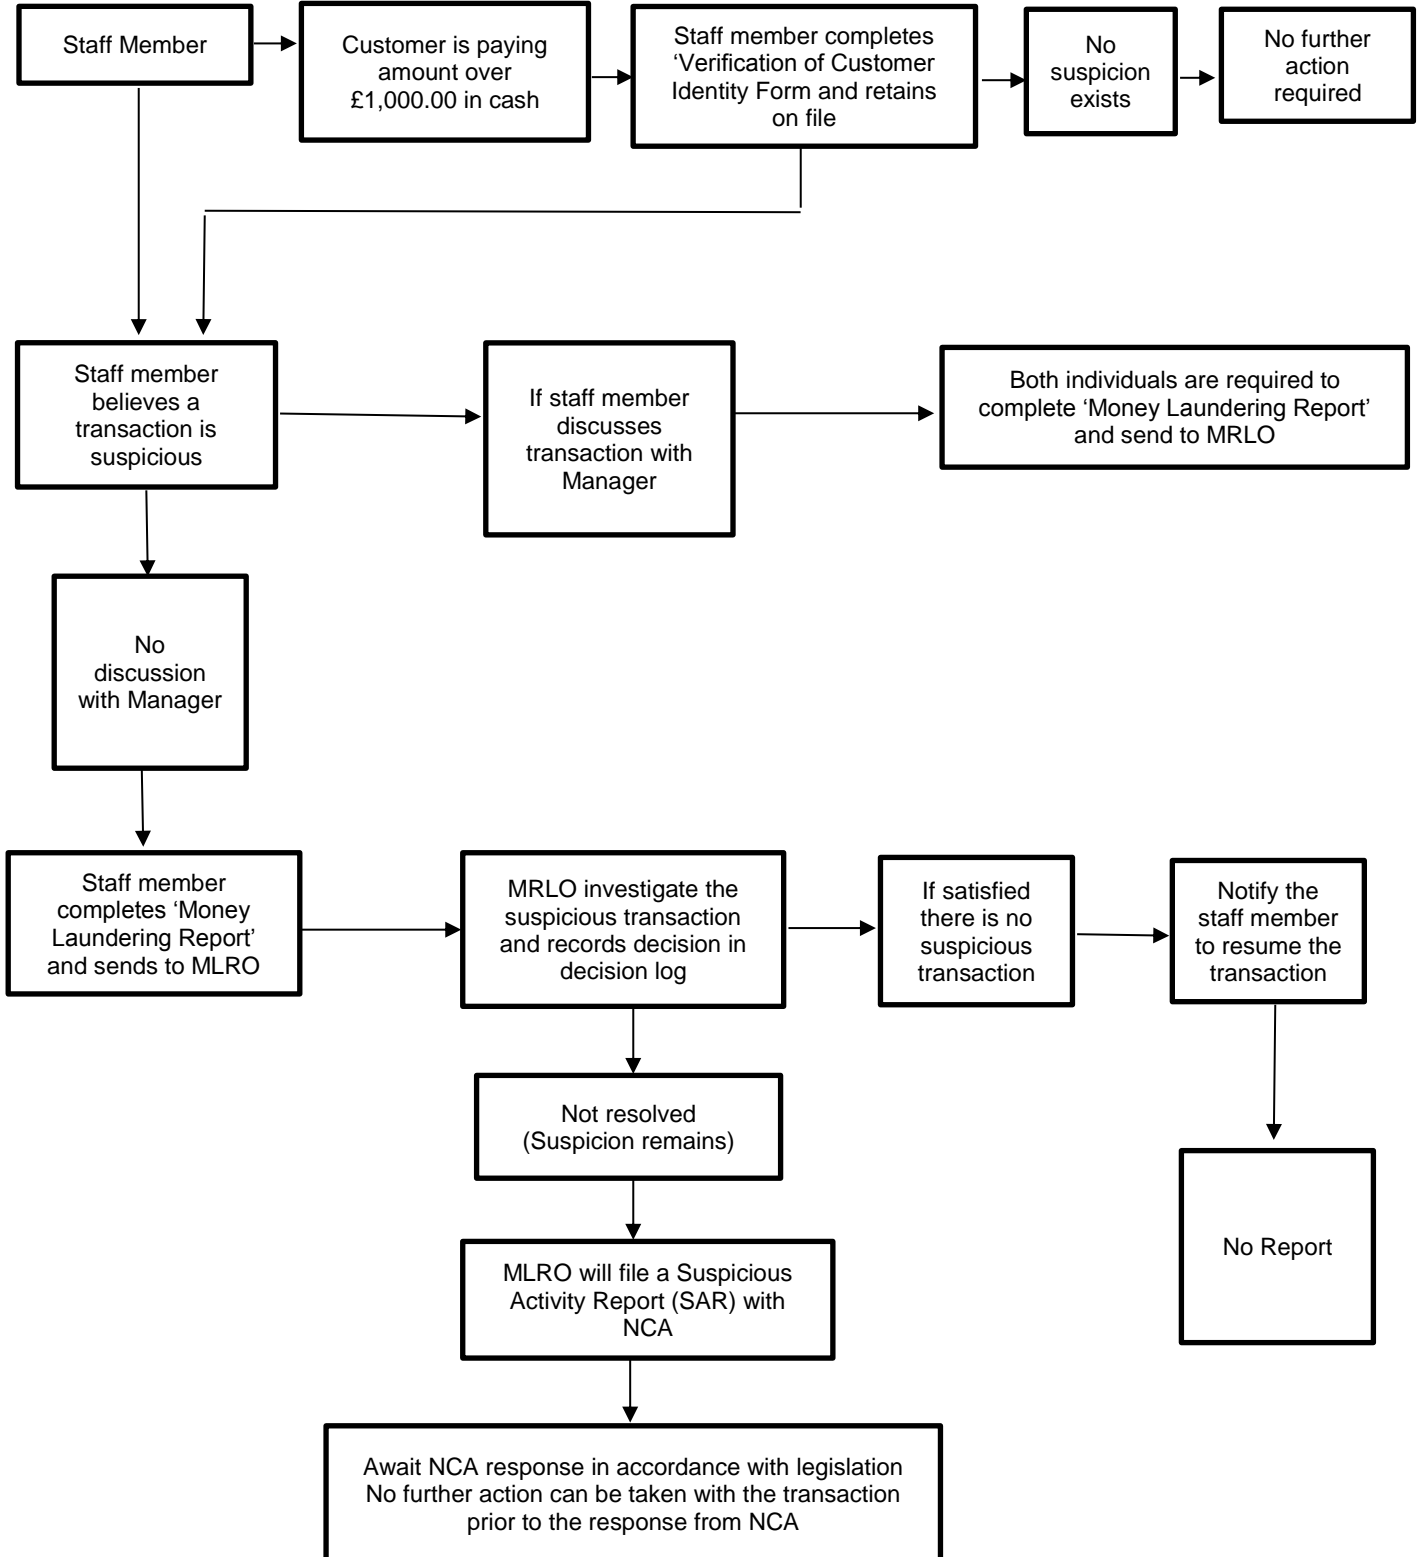 Staff Member
Customer is paying
amount over
£1,000.00 in cash
Staff member completes
‘Verification of Customer
Identity Form and retains
on file
No
suspicion
exists
No further
action
required
Staff member
believes a
transaction is
suspicious
If staff member
discusses
transaction with
Manager
Both individuals are required to
complete ‘Money Laundering Report’
and send to MRLO
No
discussion
with Manager
Staff member
completes ‘Money
Laundering Report’
and sends to MLRO
MRLO investigate the
suspicious transaction
and records decision in
decision log
If satisfied
there is no
suspicious
transaction
Notify the
staff member
to resume the
transaction
Not resolved
(Suspicion remains)
No Report
MLRO will file a Suspicious
Activity Report (SAR) with
NCA
Await NCA response in accordance with legislation
No further action can be taken with the transaction
prior to the response from NCA